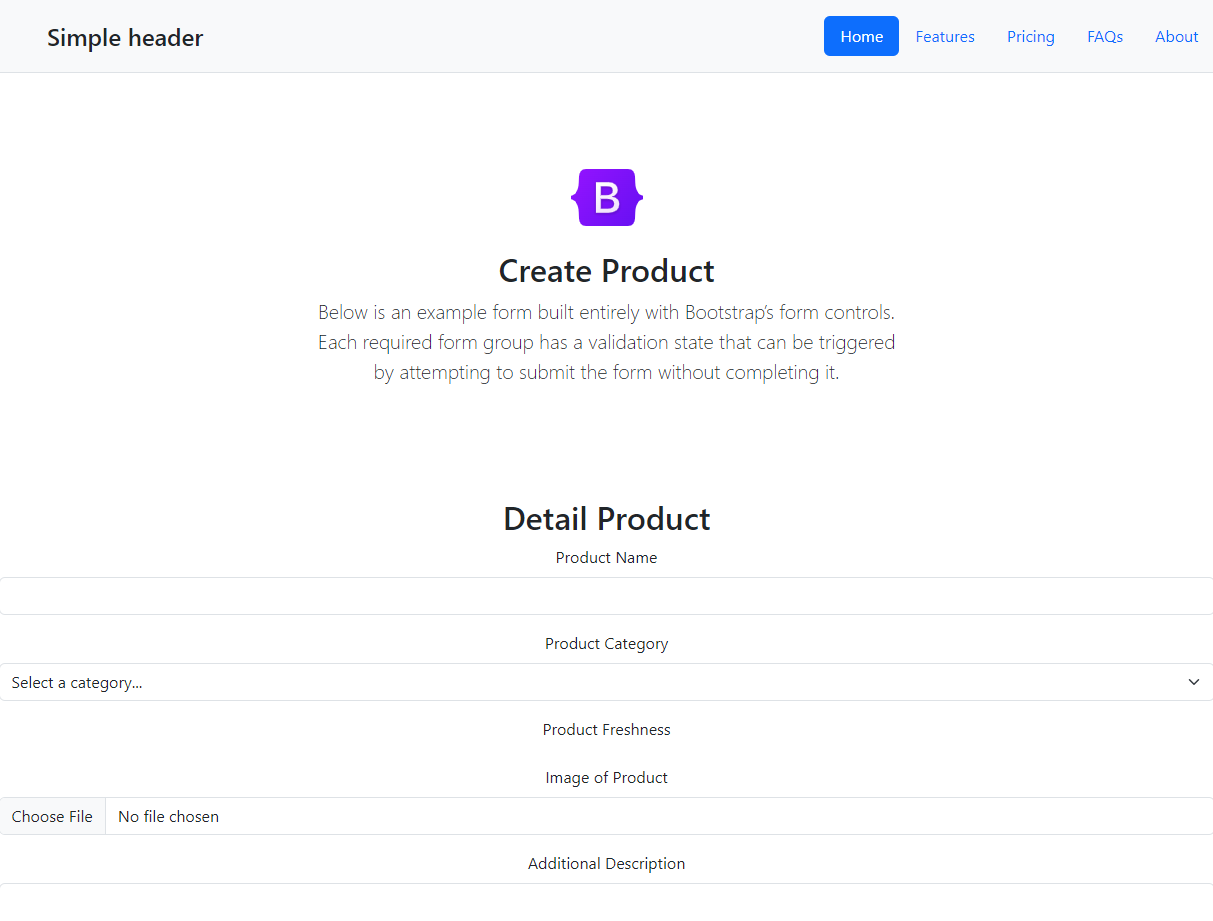 Simple header
Home Features Pricing FAQs About
B
Create Product
Below is an example form built entirely with Bootstrap’s form controls.
Each required form group has a validation state that can be triggered
by attempting to submit the form without completing it.
Detail Product
Product Name
Product Category
Select a category...
Product Freshness
Image of Product
Choose File No file chosen
Additional Description